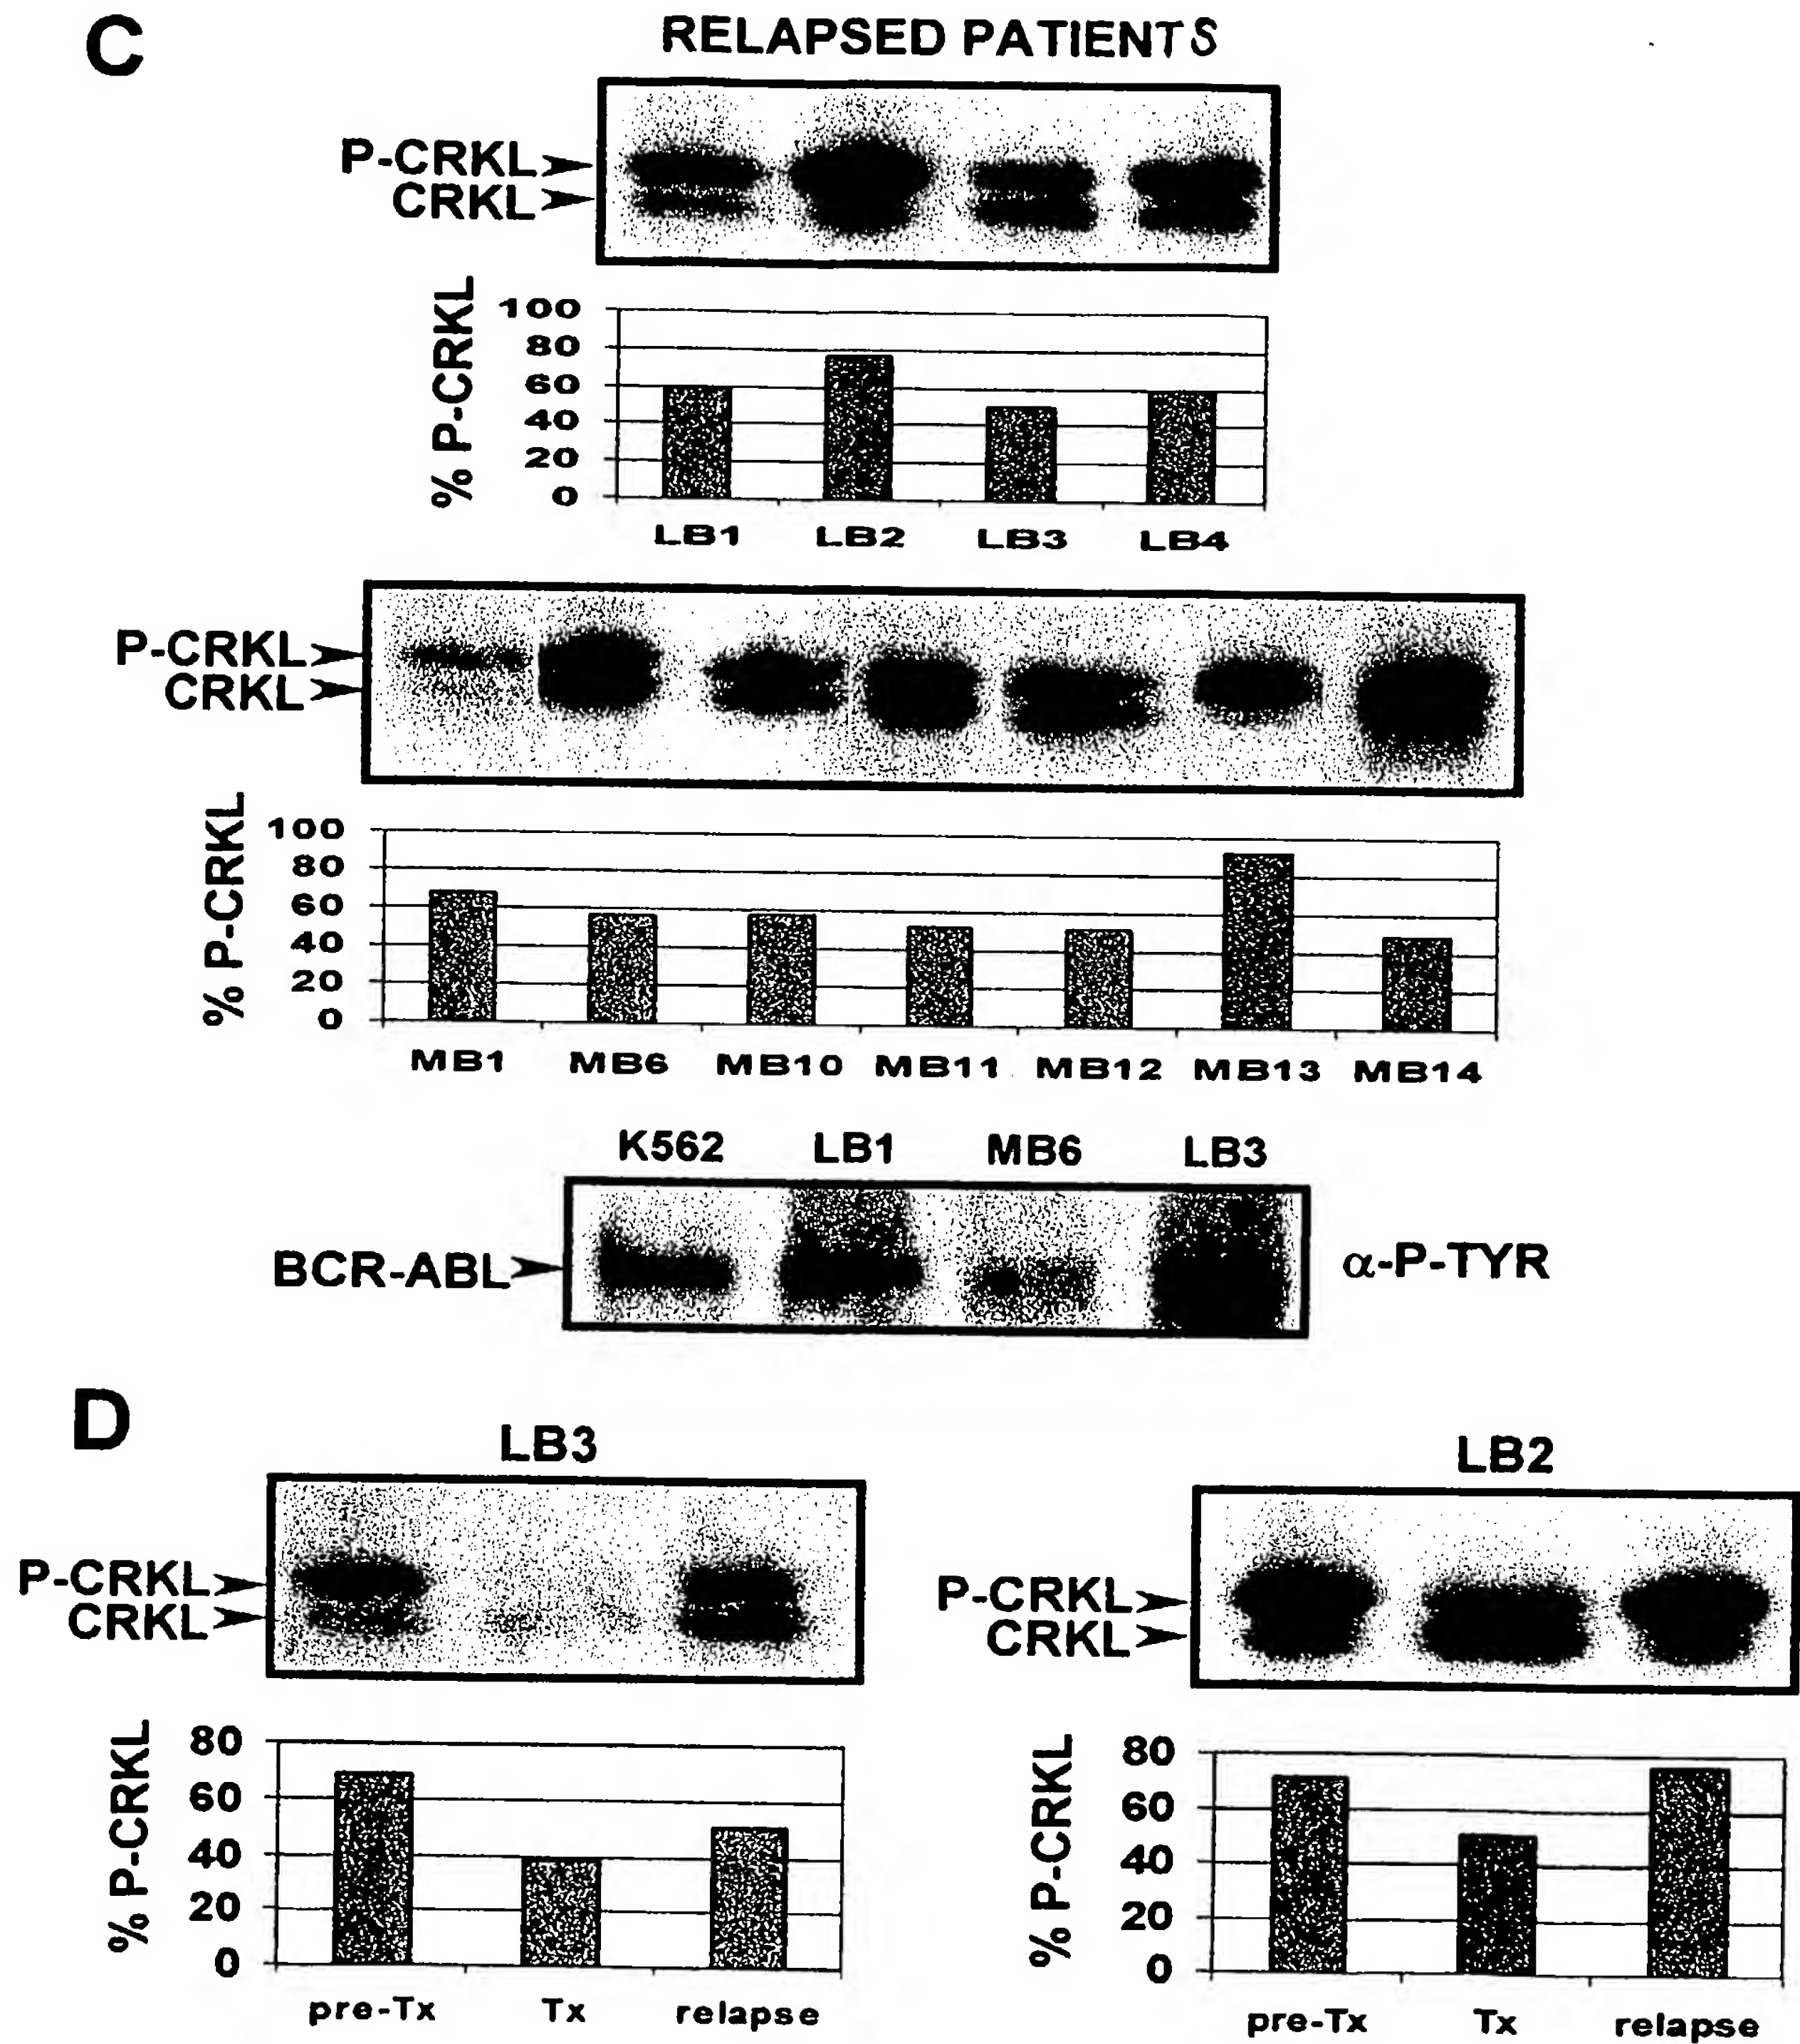 C
RELAPSED PATIENTS
P-CRKL
CRKL
% P-CRKL
100
80
60
40
20
0
LB1 LB2 LB3 LB4
P-CRKL
CRKL
% P-CRKL
100
80
60
40
20
0
MB1 MB6 MB10 MB11 MB12 MB13 MB14
K562 LB1 MB6 LB3
BCR-ABL α-P-TYR
D
LB3
P-CRKL
CRKL
% P-CRKL
80
60
40
20
0
pre-Tx Tx relapse
LB2
P-CRKL
CRKL
% P-CRKL
80
60
40
20
0
pre-Tx Tx relapse